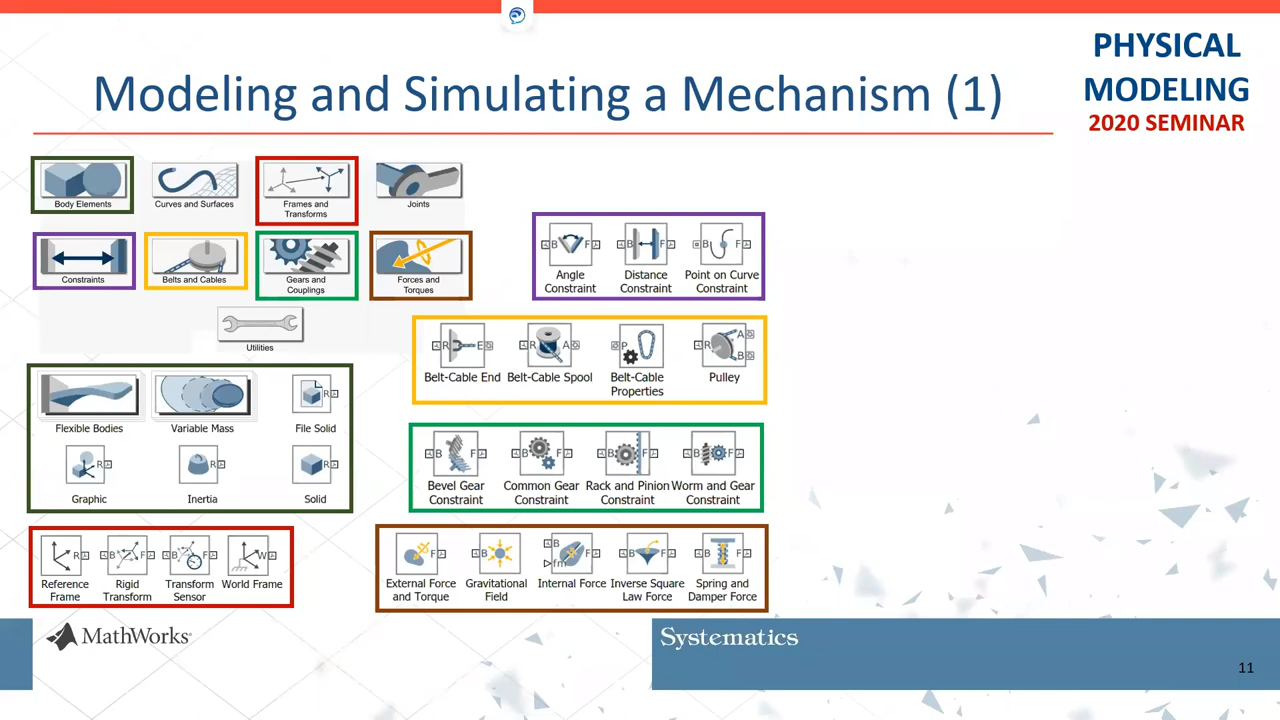 PHYSICAL
MODELING
2020 SEMINAR
Modeling and Simulating a Mechanism (1)
Body Elements
Curves and Surfaces
Frames and
Transforms
Joints
Constraints
Belts and Cables
Gears and
Couplings
Forces and
Torques
Utilities
B F B F B F
Angle
Constraint
Distance
Constraint
Point on Curve
Constraint
R E R A P R A B
Belt-Cable End
Belt-Cable Spool
Belt-Cable
Properties
Pulley
R
Flexible Bodies
Variable Mass
File Solid
R R R
Graphic
Inertia
Solid
B F B F B F B F
Bevel Gear
Constraint
Common Gear
Constraint
Rack and Pinion
Constraint
Worm and Gear
Constraint
R B F B F W
Reference
Frame
Rigid
Transform
Transform
Sensor
World Frame
F B B fm F B F B F
External Force
and Torque
Gravitational
Field
Internal Force
Inverse Square
Law Force
Spring and
Damper Force
MathWorks®
Systematics
11